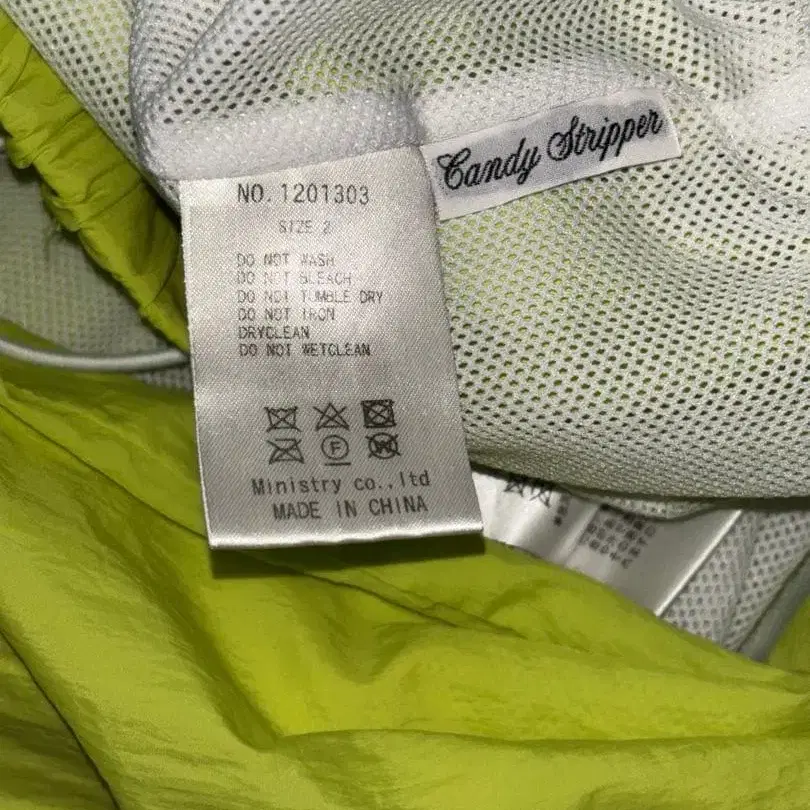 Candy Stripper
NO. 1201303
SIZE 2
DO NOT WASH
DO NOT BLEACH
DO NOT TUMBLE DRY
DO NOT IRON
DRYCLEAN
DO NOT WETCLEAN
F
W
Ministry co.,ltd
MADE IN CHINA